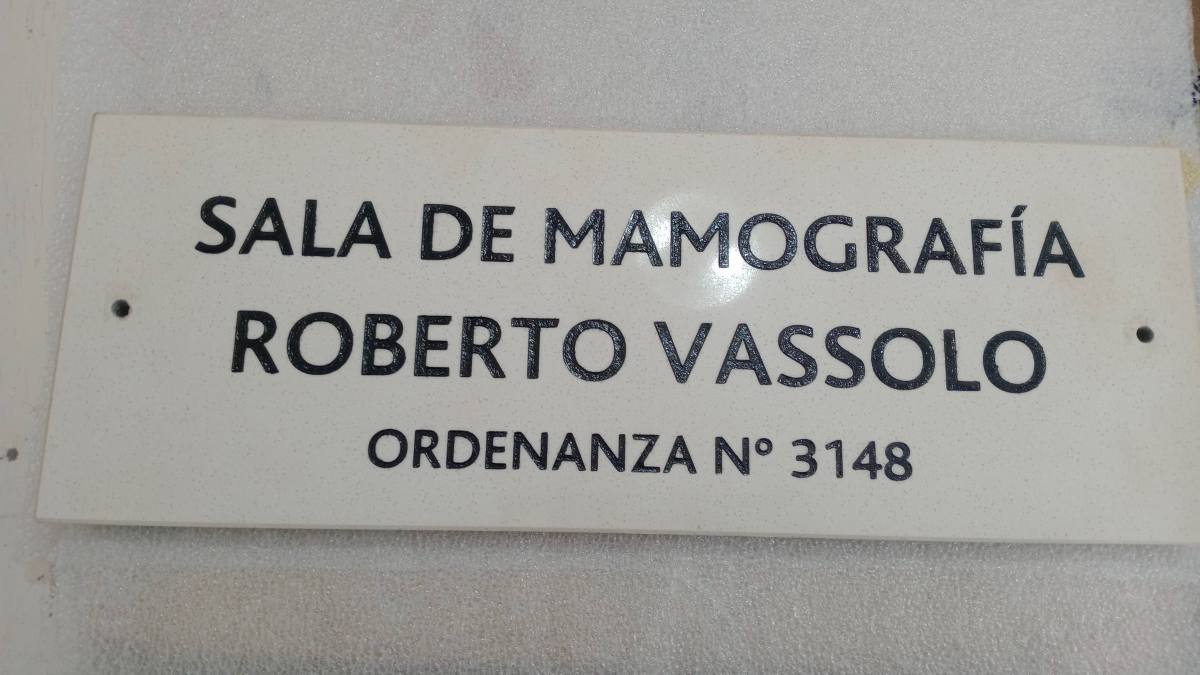 SALA DE MAMOGRAFÍA
ROBERTO VASSOLO
ORDENANZA Nº 3148